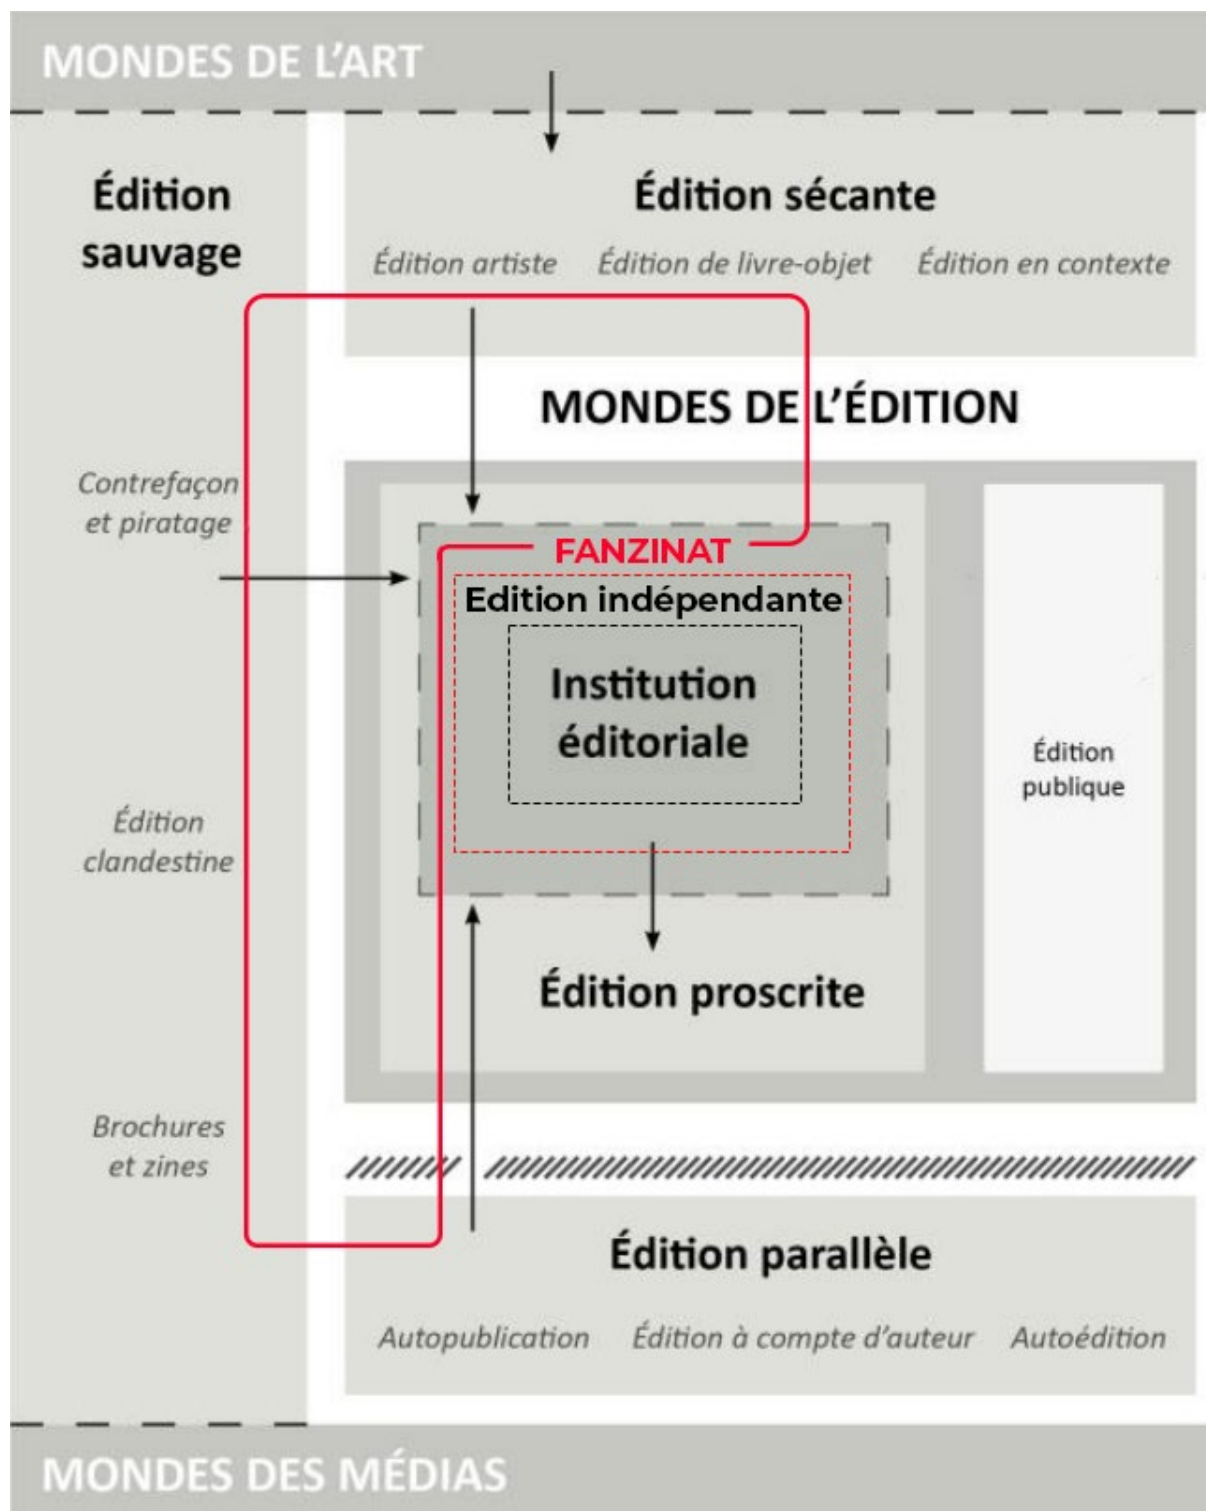 MONDES DE L'ART
Édition
sauvage
Édition sécante
Édition artiste
Édition de livre-objet
Édition en contexte
MONDES DE L'ÉDITION
Contrefaçon
et piratage
FANZINAT
Edition indépendante
Institution
éditoriale
Édition
publique
Édition
clandestine
Édition proscrite
Brochures
et zines
Édition parallèle
Autopublication
Édition à compte d'auteur
Autoédition
MONDES DES MÉDIAS